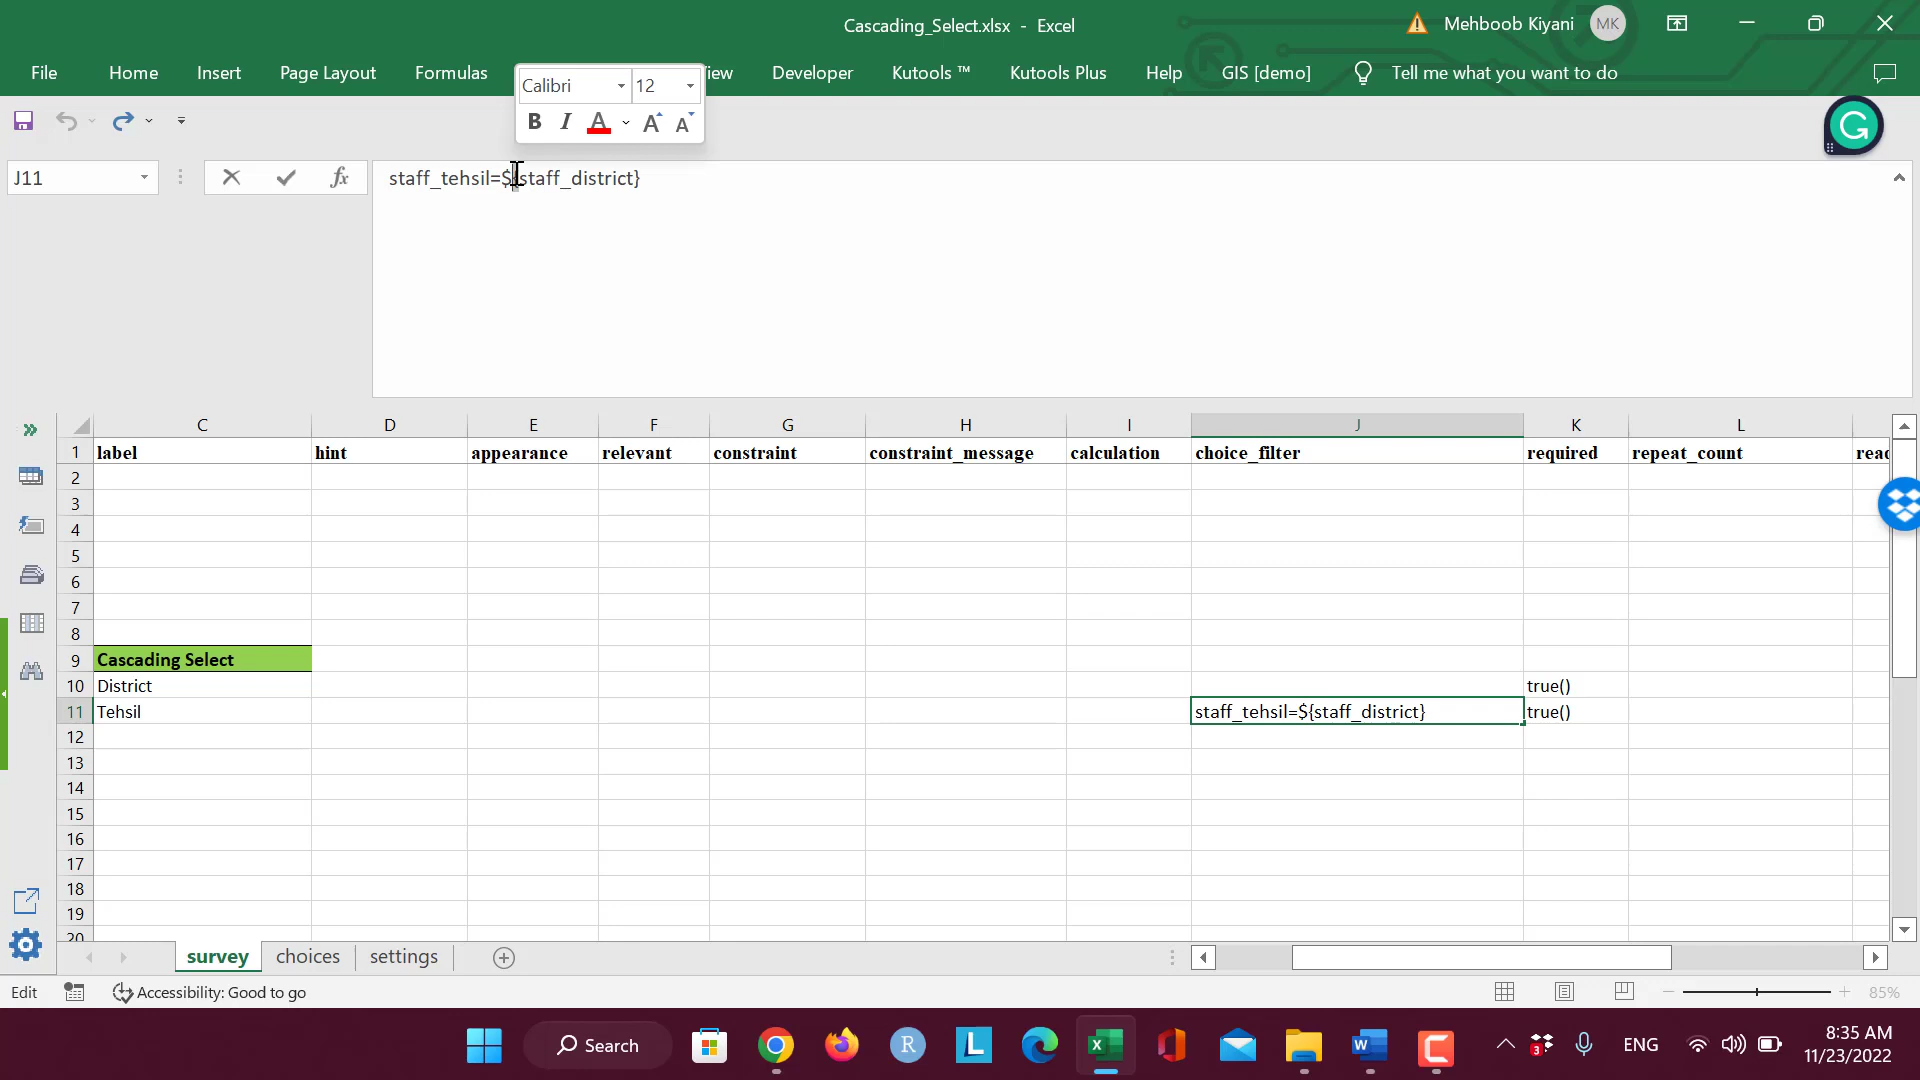 Cascading_Select.xlsx - Excel
Mehboob Kiyani MK
File Home Insert Page Layout Formulas iew Developer Kutools ™ Kutools Plus Help GIS [demo] Tell me what you want to do
Calibri 12
B I A A A
J11 fx staff_tehsil=${staff_district}
C D E F G H I J K L
1 label hint appearance relevant constraint constraint_message calculation choice_filter required repeat_count reac
2
3
4
5
6
7
8
9 Cascading Select
10 District true()
11 Tehsil staff_tehsil=${staff_district} true()
12
13
14
15
16
17
18
19
20
survey choices settings
Edit Accessibility: Good to go 85%
Search 3 ENG 8:35 AM
11/23/2022